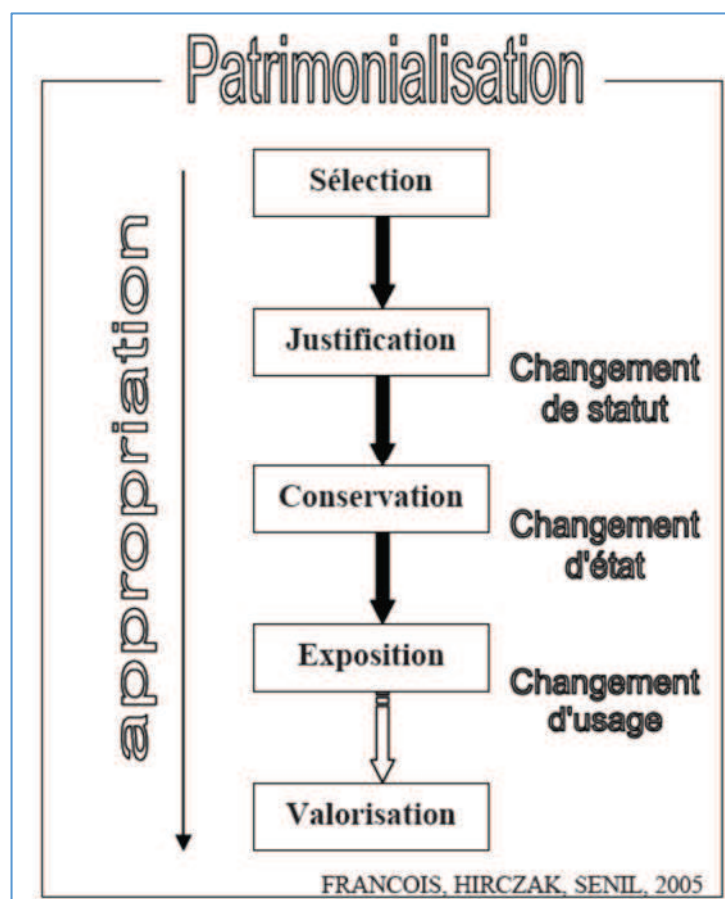 Patrimonialisation
appropriation
Sélection
Justification
Changement
de statut
Conservation
Changement
d'état
Exposition
Changement
d'usage
Valorisation
FRANCOIS, HIRCZAK, SENIL, 2005